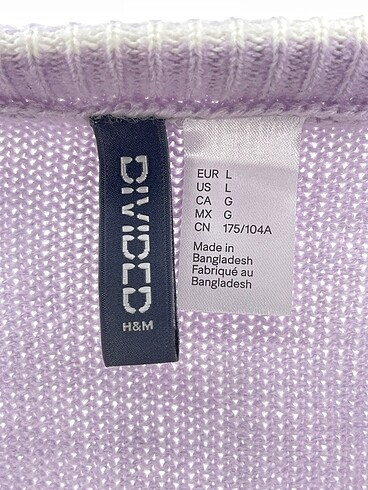 DIVIDED
H&M
EUR L
US L
CA G
MX G
CN 175/104A
Made in
Bangladesh
Fabriqué au
Bangladesh